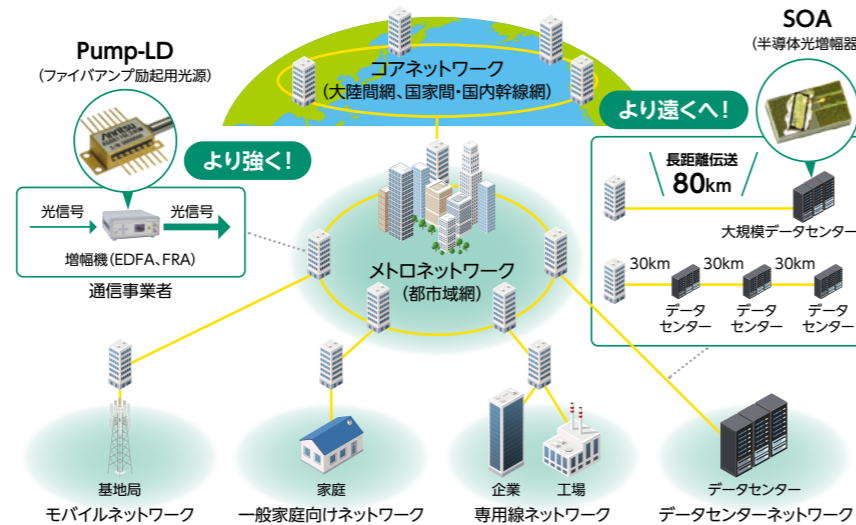 Pump-LD
(ファイバアンプ励起用光源)
Anritsu
より強く!
光信号
光信号
増幅機(EDFA、FRA)
通信事業者
コアネットワーク
(大陸間網、国家間・国内幹線網)
SOA
(半導体光増幅器)
より遠くへ!
長距離伝送
80km
大規模データセンター
30km
30km
30km
データ
センター
データ
センター
データ
センター
メトロネットワーク
(都市域網)
基地局
モバイルネットワーク
家庭
一般家庭向けネットワーク
企業
工場
専用線ネットワーク
データセンター
データセンターネットワーク